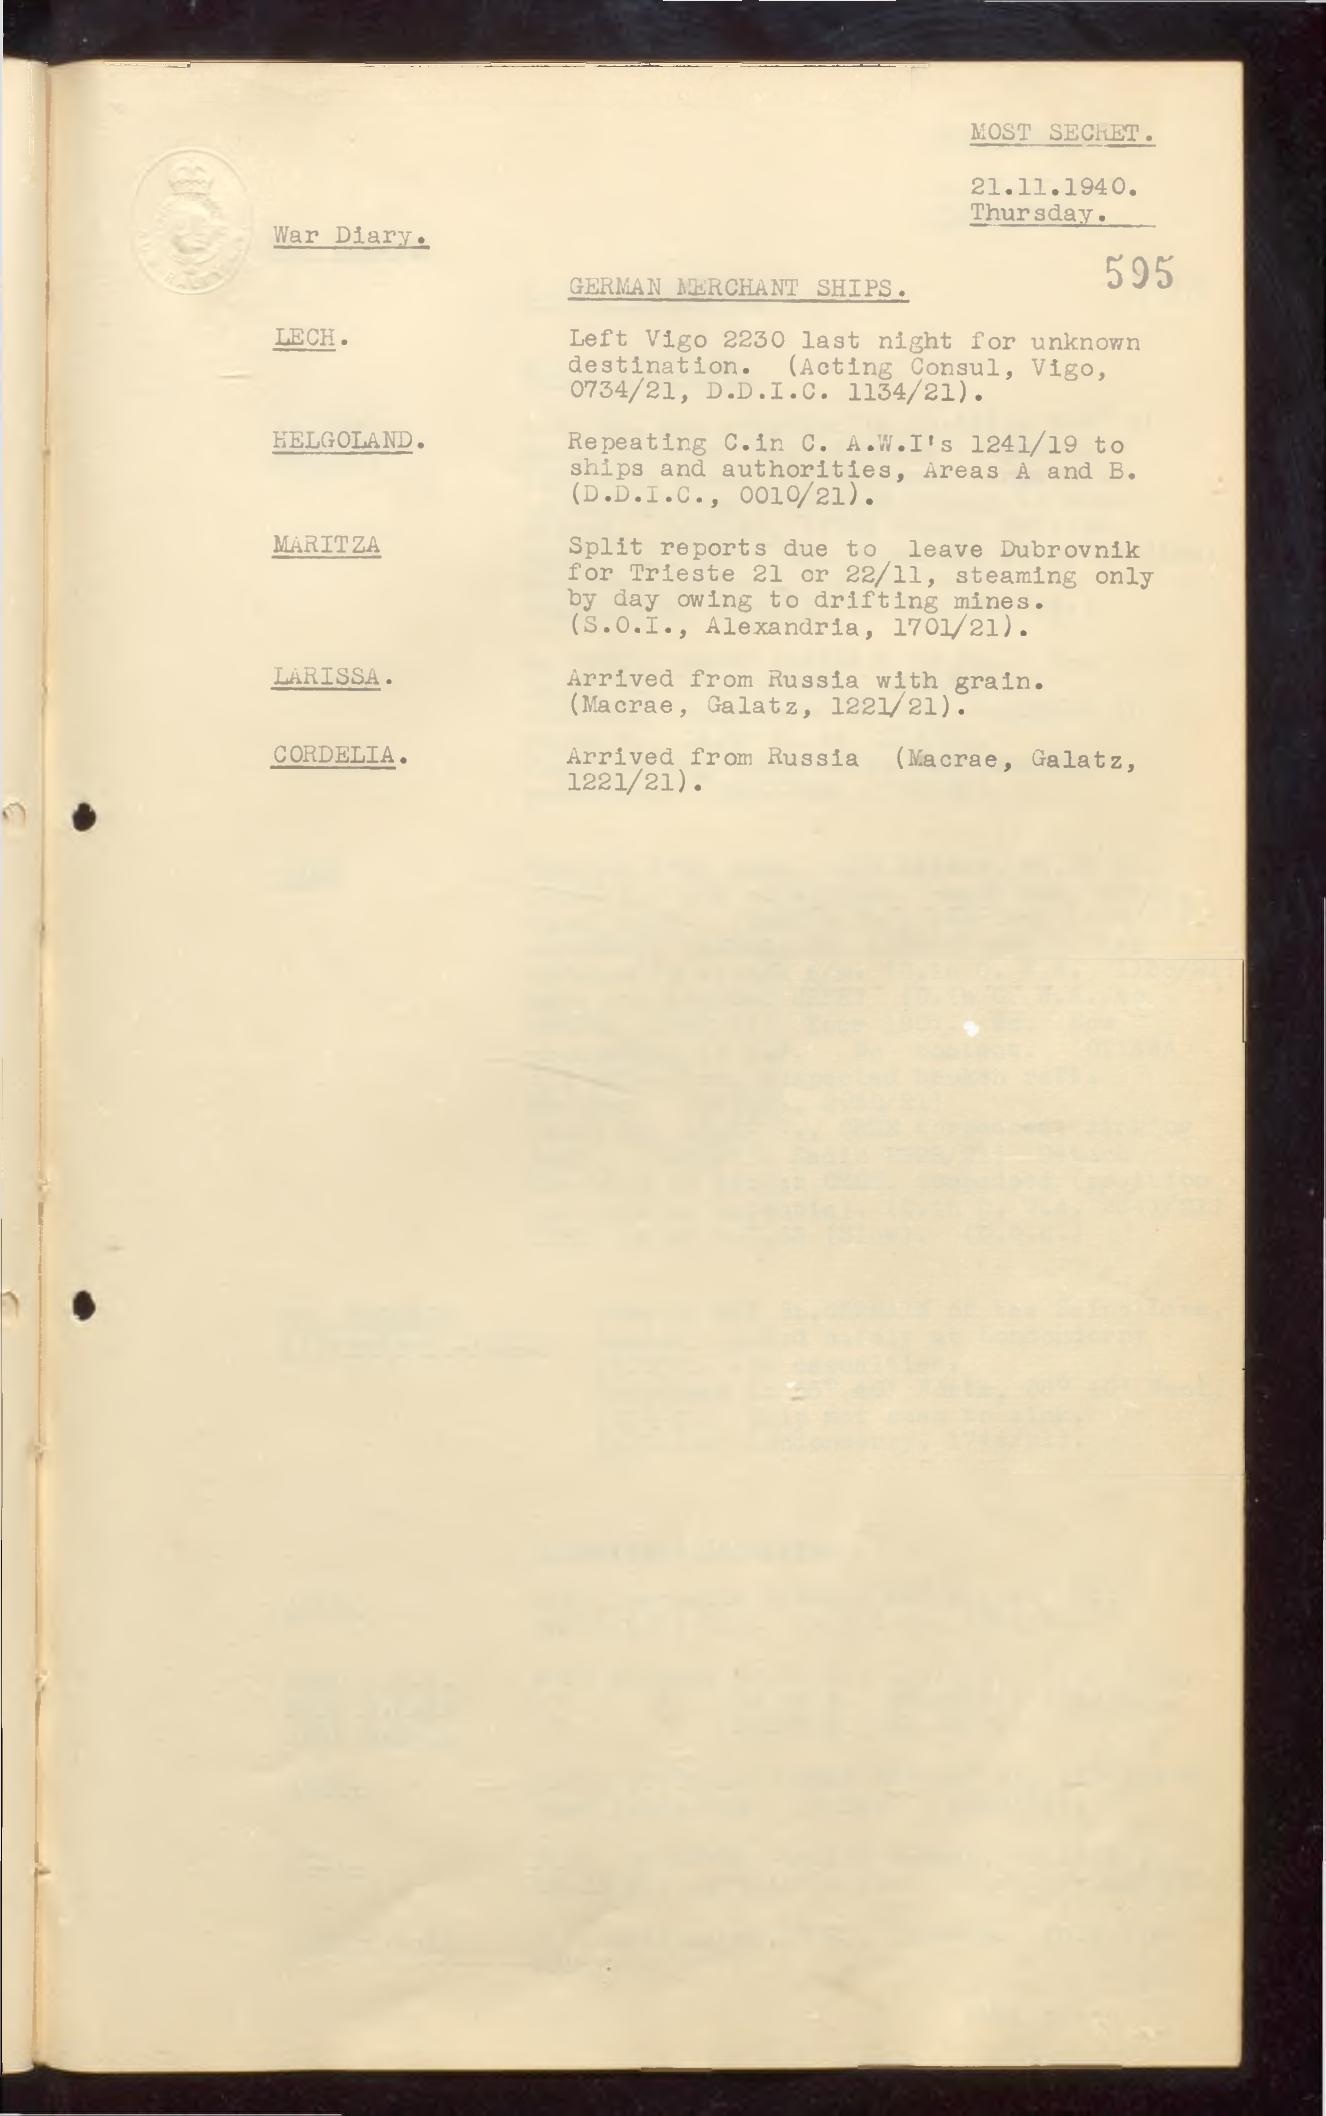 MOST SECRET.
21.11.1940.
Thursday.
War Diary.
595
GERMAN MERCHANT SHIPS.
LECH. Left Vigo 2230 last night for unknown
destination. (Acting Consul, Vigo,
0734/21, D.D.I.C. 1134/21).
HELGOLAND. Repeating C.in C. A.W.I's 1241/19 to
ships and authorities, Areas A and B.
(D.D.I.C., 0010/21).
MARITZA Split reports due to leave Dubrovnik
for Trieste 21 or 22/11, steaming only
by day owing to drifting mines.
(S.O.I., Alexandria, 1701/21).
LARISSA. Arrived from Russia with grain.
(Macrae, Galatz, 1221/21).
CORDELIA. Arrived from Russia (Macrae, Galatz,
1221/21).